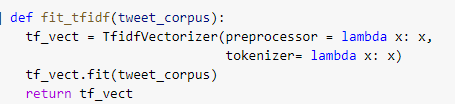 def fit_tfidf(tweet_corpus):
  tf_vect = TfidfVectorizer(preprocessor = lambda x: x,
                            tokenizer= lambda x: x)
  tf_vect.fit(tweet_corpus)
  return tf_vect